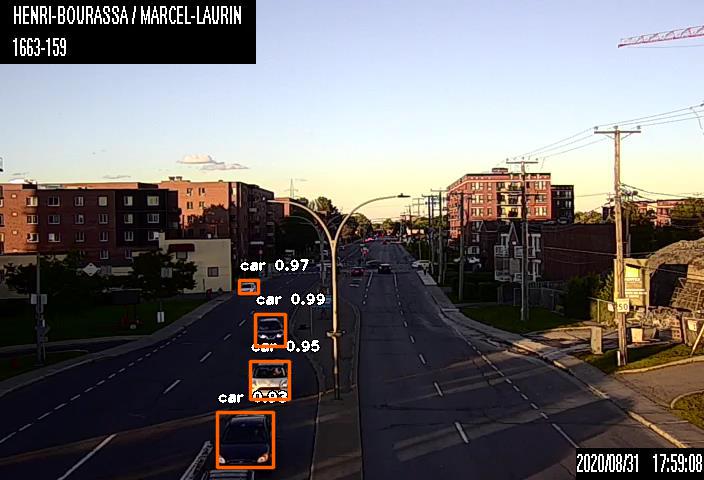 HENRI-BOURASSA / MARCEL-LAURIN
1663-159
car 0.97
car 0.99
car 0.95
car 0.93
50
2020/08/31 17:59:08